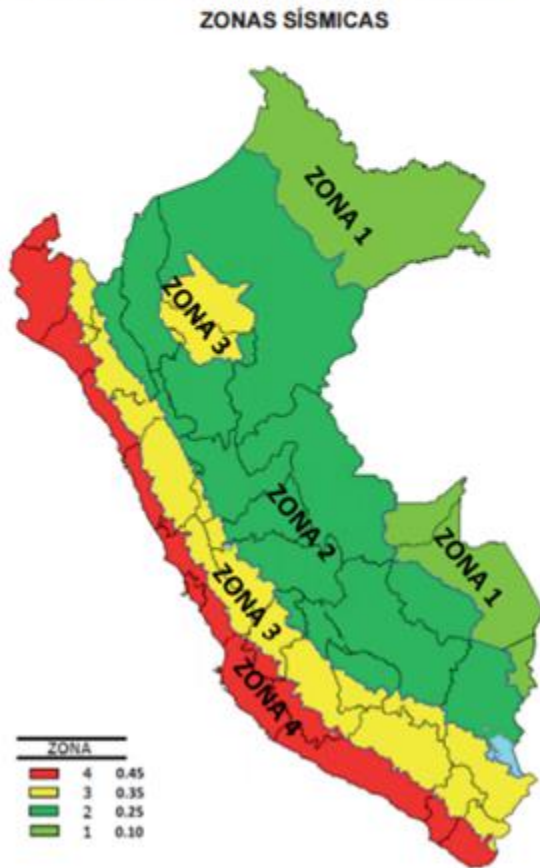 ZONAS SÍSMICAS
ZONA 1
ZONA 3
ZONA 2
ZONA 1
ZONA 3
ZONA 4
ZONA
4 0.45
3 0.35
2 0.25
1 0.10